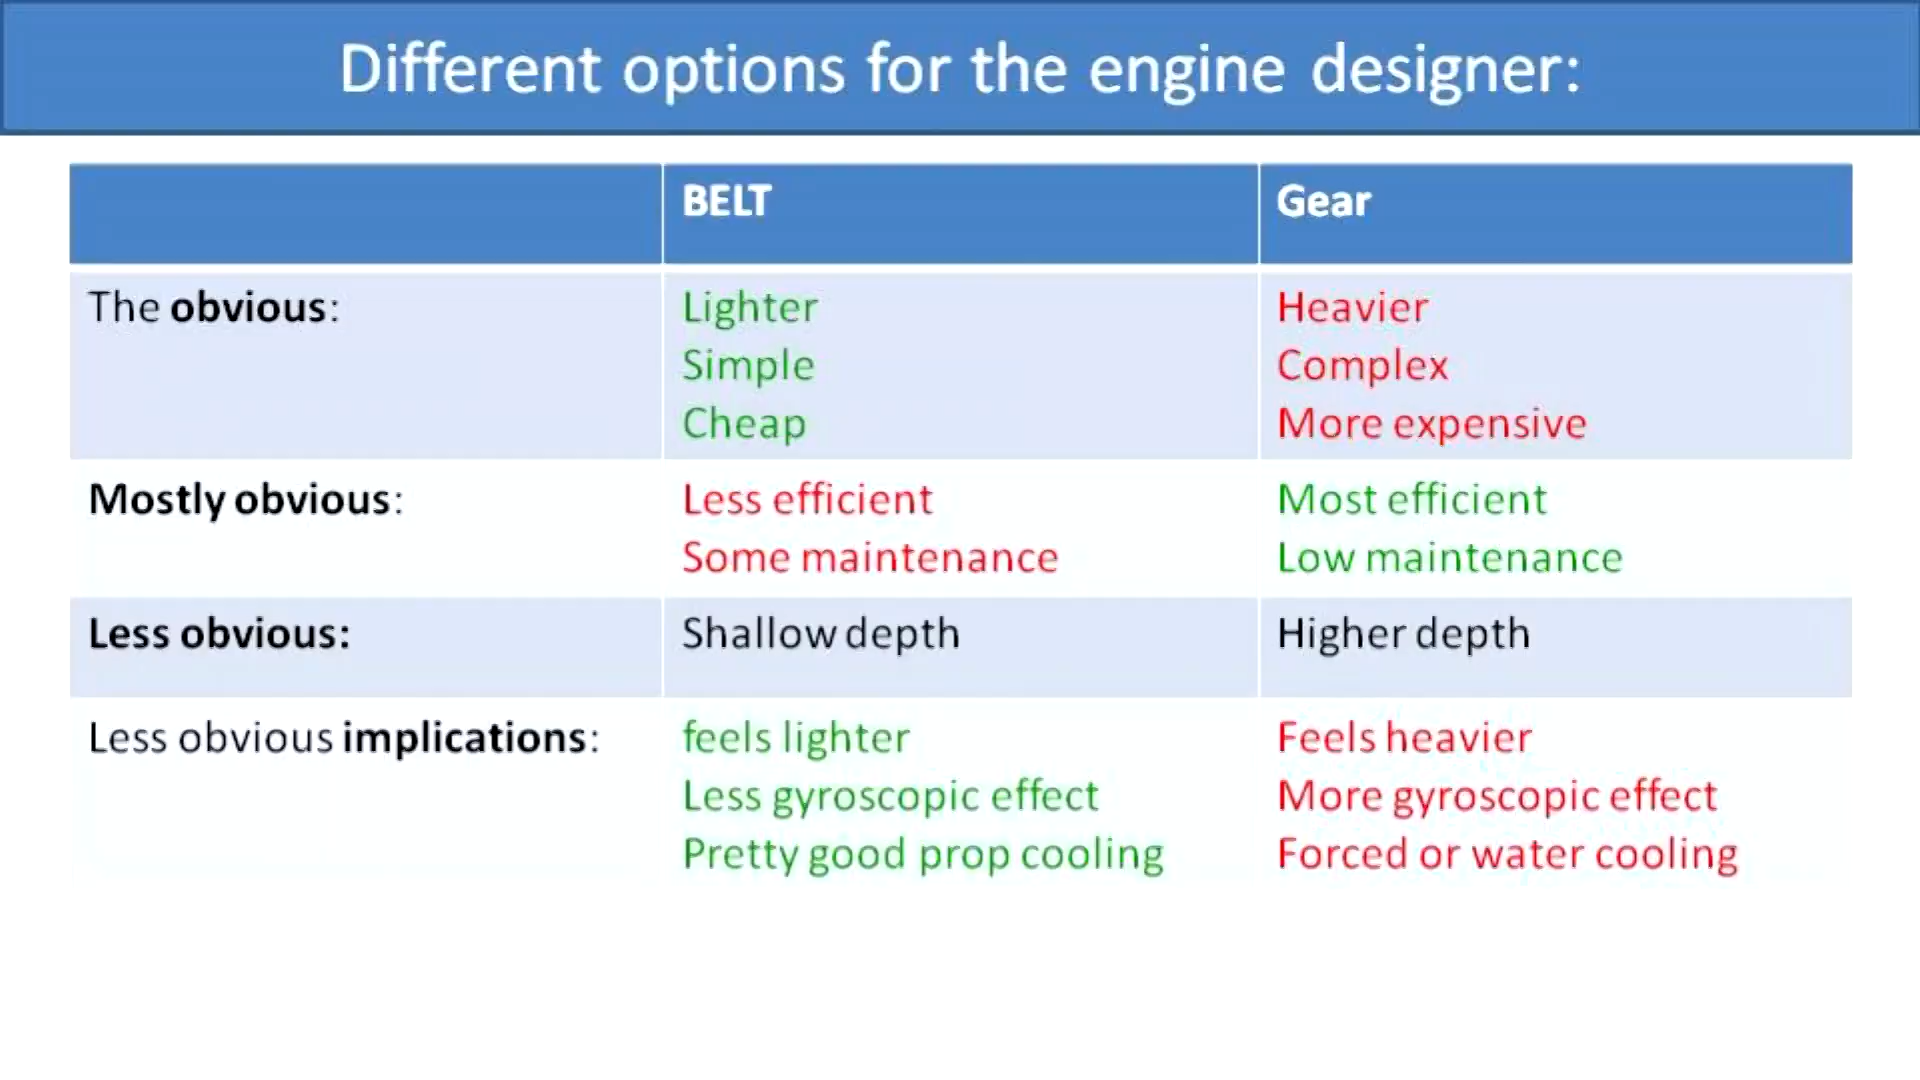 Different options for the engine designer:
BELT
Gear
The obvious:
Lighter
Simple
Cheap
Heavier
Complex
More expensive
Mostly obvious:
Less efficient
Some maintenance
Most efficient
Low maintenance
Less obvious:
Shallow depth
Higher depth
Less obvious implications:
feels lighter
Less gyroscopic effect
Pretty good prop cooling
Feels heavier
More gyroscopic effect
Forced or water cooling